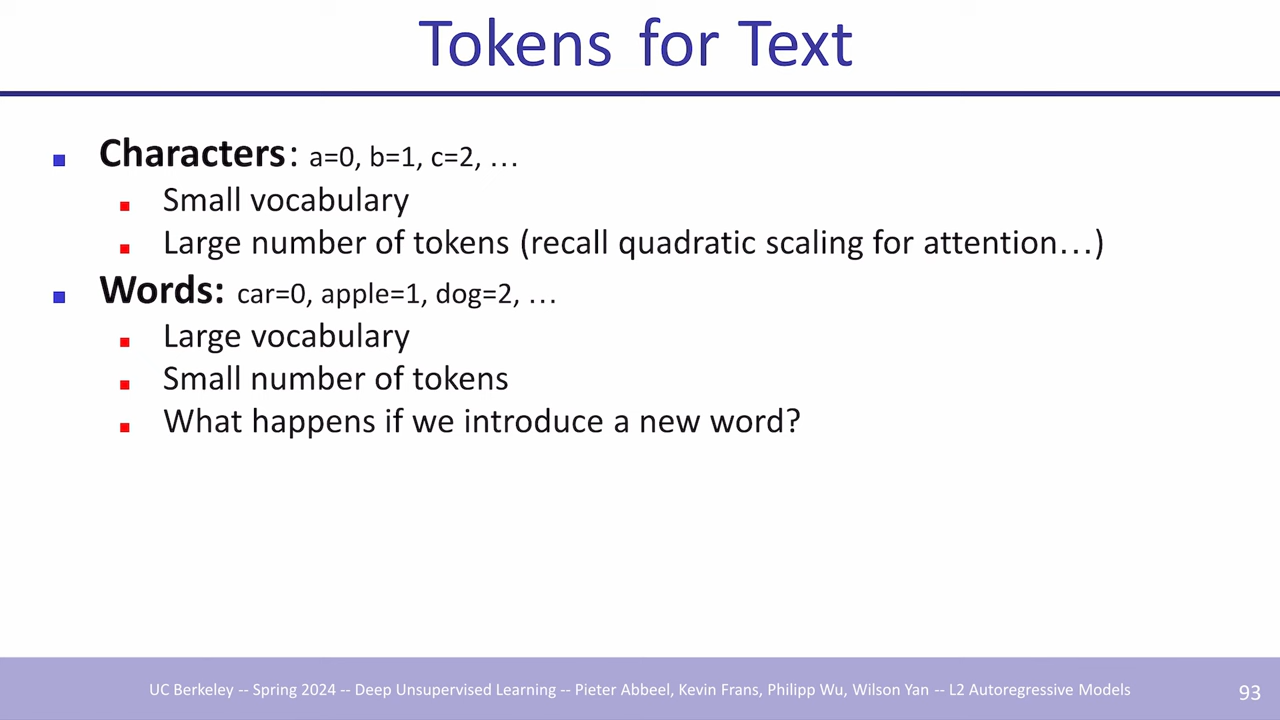 Tokens for Text
Characters: a=0, b=1, c=2, …
Small vocabulary
Large number of tokens (recall quadratic scaling for attention…)
Words: car=0, apple=1, dog=2, …
Large vocabulary
Small number of tokens
What happens if we introduce a new word?
UC Berkeley -- Spring 2024 -- Deep Unsupervised Learning -- Pieter Abbeel, Kevin Frans, Philipp Wu, Wilson Yan -- L2 Autoregressive Models
93